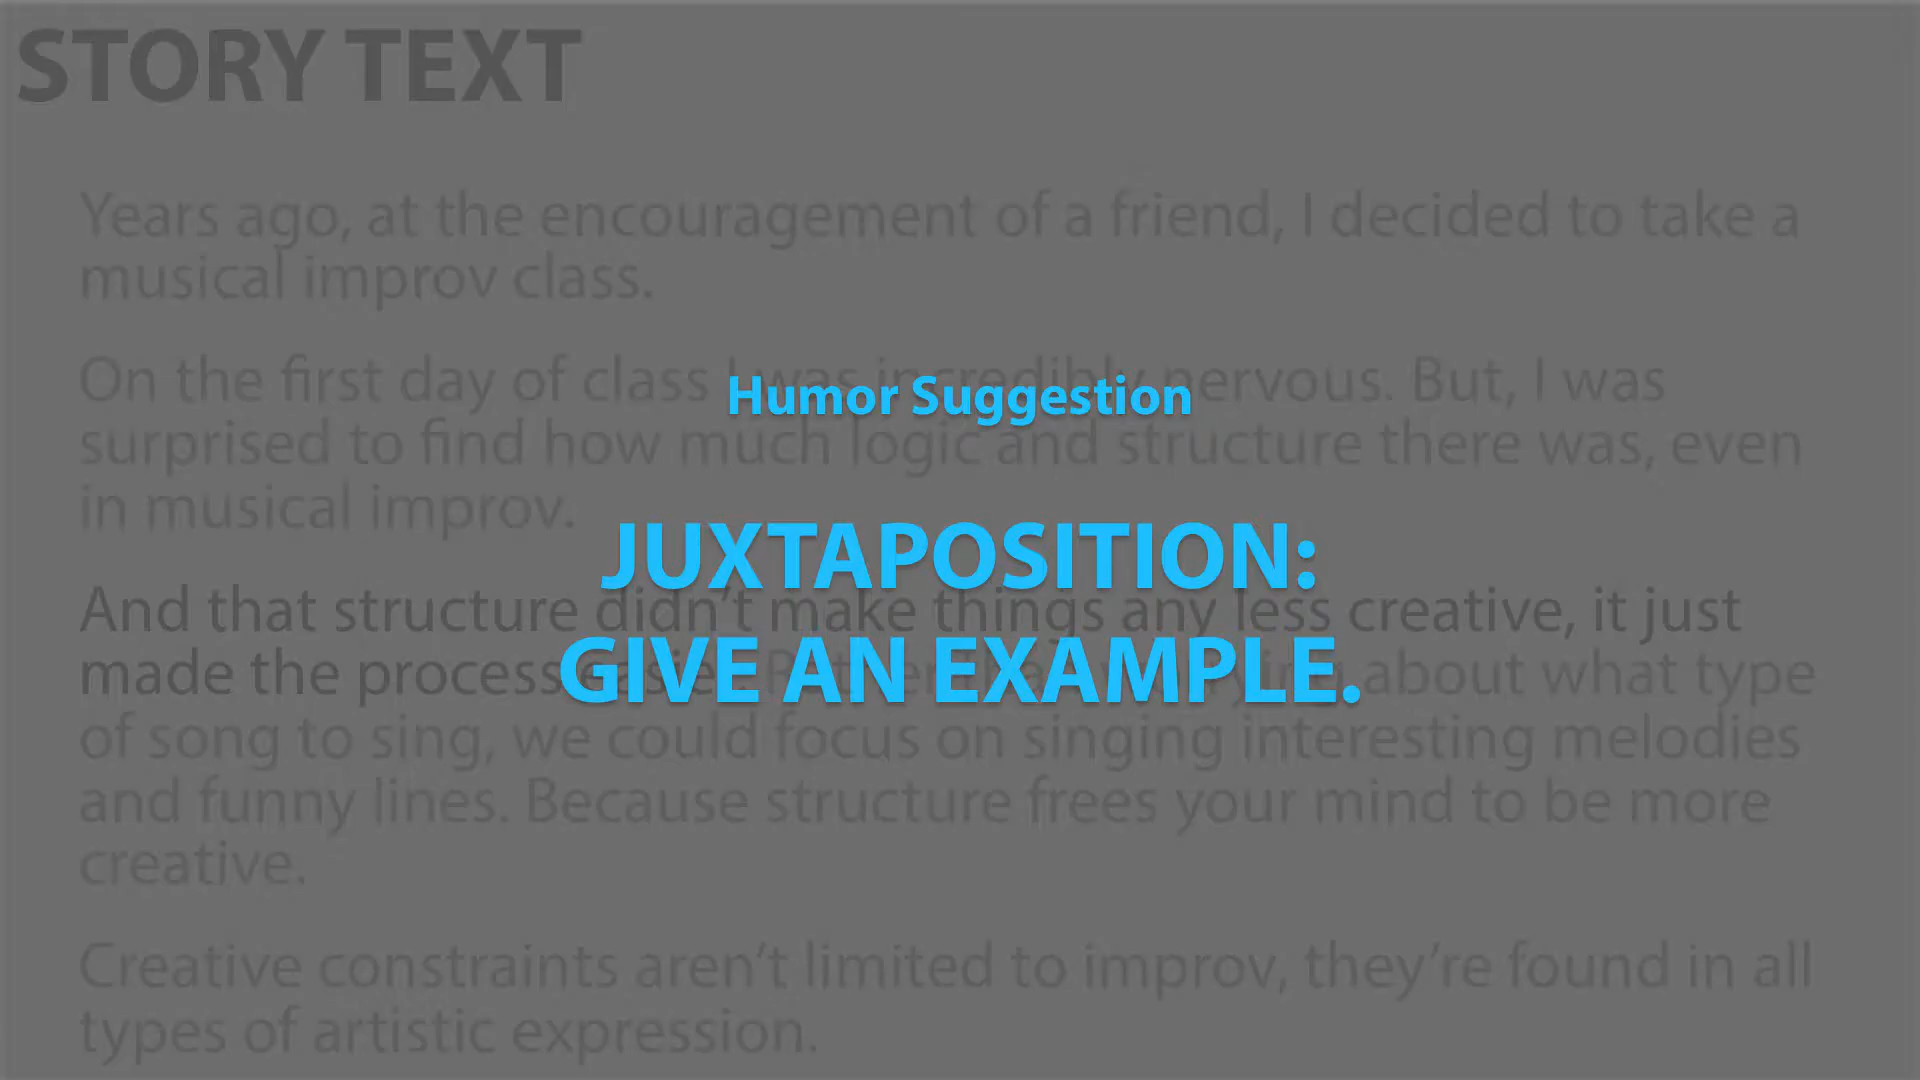 STORY TEXT
Years ago, at the encouragement of a friend, I decided to take a
musical improv class.
On the first day of class I was incredibly nervous. But, I was
Humor Suggestion
surprised to find how much logic and structure there was, even
in musical improv.
JUXTAPOSITION:
And that structure didn't make things any less creative, it just
GIVE AN EXAMPLE.
made the process about what type
of song to sing, we could focus on singing interesting melodies
and funny lines. Because structure frees your mind to be more
creative.
Creative constraints aren't limited to improv, they're found in all
types of artistic expression.